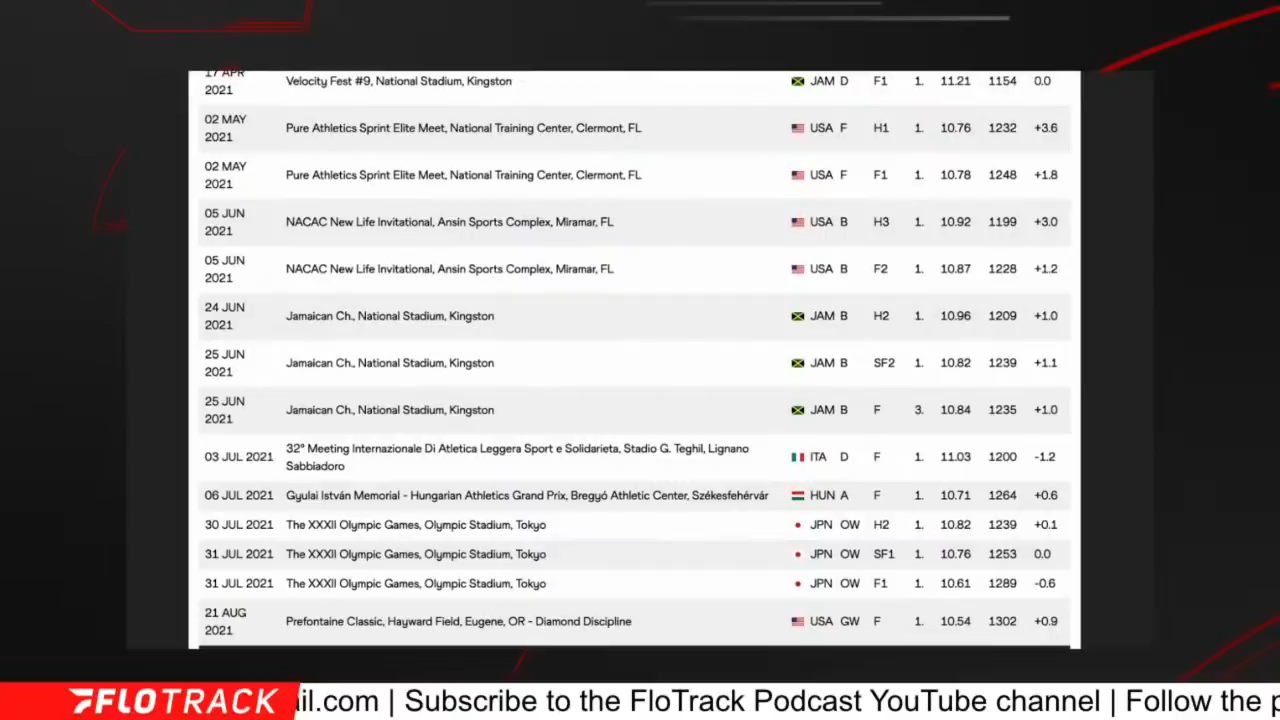 17 APR
2021
Velocity Fest #9, National Stadium, Kingston JAM D F1 1. 11.21 1154 0.0
02 MAY
2021
Pure Athletics Sprint Elite Meet, National Training Center, Clermont, FL USA F H1 1. 10.76 1232 +3.6
02 MAY
2021
Pure Athletics Sprint Elite Meet, National Training Center, Clermont, FL USA F F1 1. 10.78 1248 +1.8
05 JUN
2021
NACAC New Life Invitational, Ansin Sports Complex, Miramar, FL USA B H3 1. 10.92 1199 +3.0
05 JUN
2021
NACAC New Life Invitational, Ansin Sports Complex, Miramar, FL USA B F2 1. 10.87 1228 +1.2
24 JUN
2021
Jamaican Ch., National Stadium, Kingston JAM B H2 1. 10.96 1209 +1.0
25 JUN
2021
Jamaican Ch., National Stadium, Kingston JAM B SF2 1. 10.82 1239 +1.1
25 JUN
2021
Jamaican Ch., National Stadium, Kingston JAM B F 3. 10.84 1235 +1.0
03 JUL 2021 32° Meeting Internazionale Di Atletica Leggera Sport e Solidarieta, Stadio G. Teghil, Lignano
Sabbiadoro ITA D F 1. 11.03 1200 -1.2
06 JUL 2021 Gyulai István Memorial - Hungarian Athletics Grand Prix, Bregyó Athletic Center, Székesfehérvár HUN A F 1. 10.71 1264 +0.6
30 JUL 2021 The XXXII Olympic Games, Olympic Stadium, Tokyo JPN OW H2 1. 10.82 1239 +0.1
31 JUL 2021 The XXXII Olympic Games, Olympic Stadium, Tokyo JPN OW SF1 1. 10.76 1253 0.0
31 JUL 2021 The XXXII Olympic Games, Olympic Stadium, Tokyo JPN OW F1 1. 10.61 1289 -0.6
21 AUG
2021
Prefontaine Classic, Hayward Field, Eugene, OR - Diamond Discipline USA GW F 1. 10.54 1302 +0.9
FLOTRACK il.com | Subscribe to the FloTrack Podcast YouTube channel | Follow the p